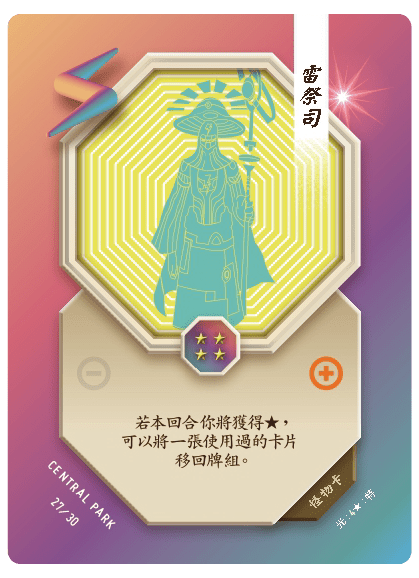 雷祭司
若本回合你將獲得★，
可以將一張使用過的卡片
移回牌組。
怪物卡
CENTRAL PARK
27/30